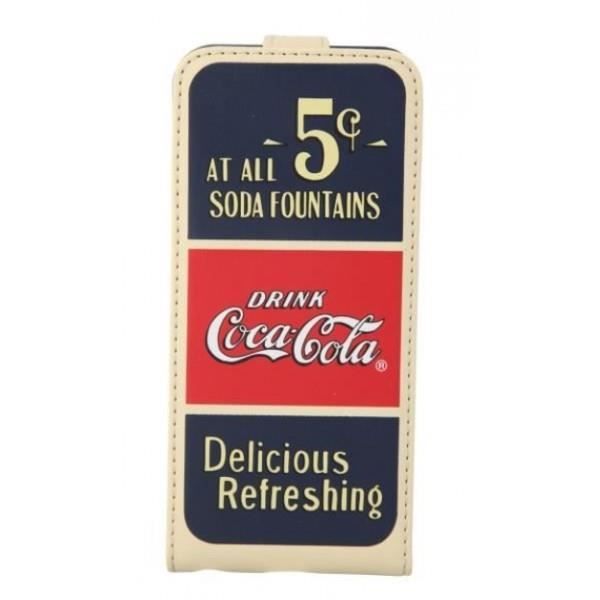 5¢
AT ALL
SODA FOUNTAINS
DRINK
Coca-Cola®
Delicious
Refreshing